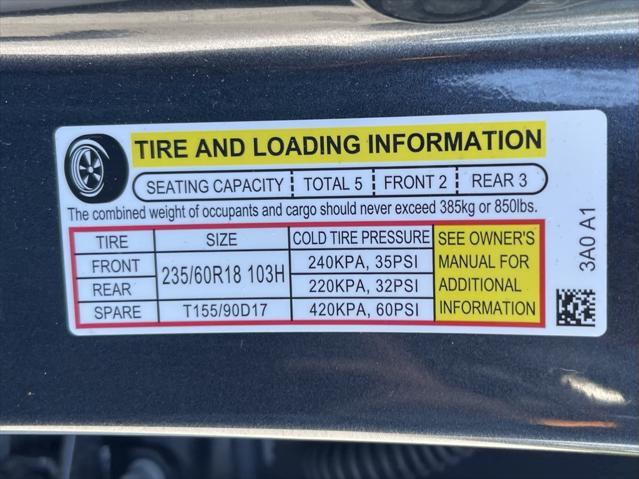 TIRE AND LOADING INFORMATION
SEATING CAPACITY TOTAL 5 FRONT 2 REAR 3
The combined weight of occupants and cargo should never exceed 385kg or 850lbs.
TIRE SIZE COLD TIRE PRESSURE
FRONT 235/60R18 103H 240KPA, 35PSI
REAR 220KPA, 32PSI
SPARE T155/90D17 420KPA, 60PSI
SEE OWNER'S
MANUAL FOR
ADDITIONAL
INFORMATION
3A0 A1